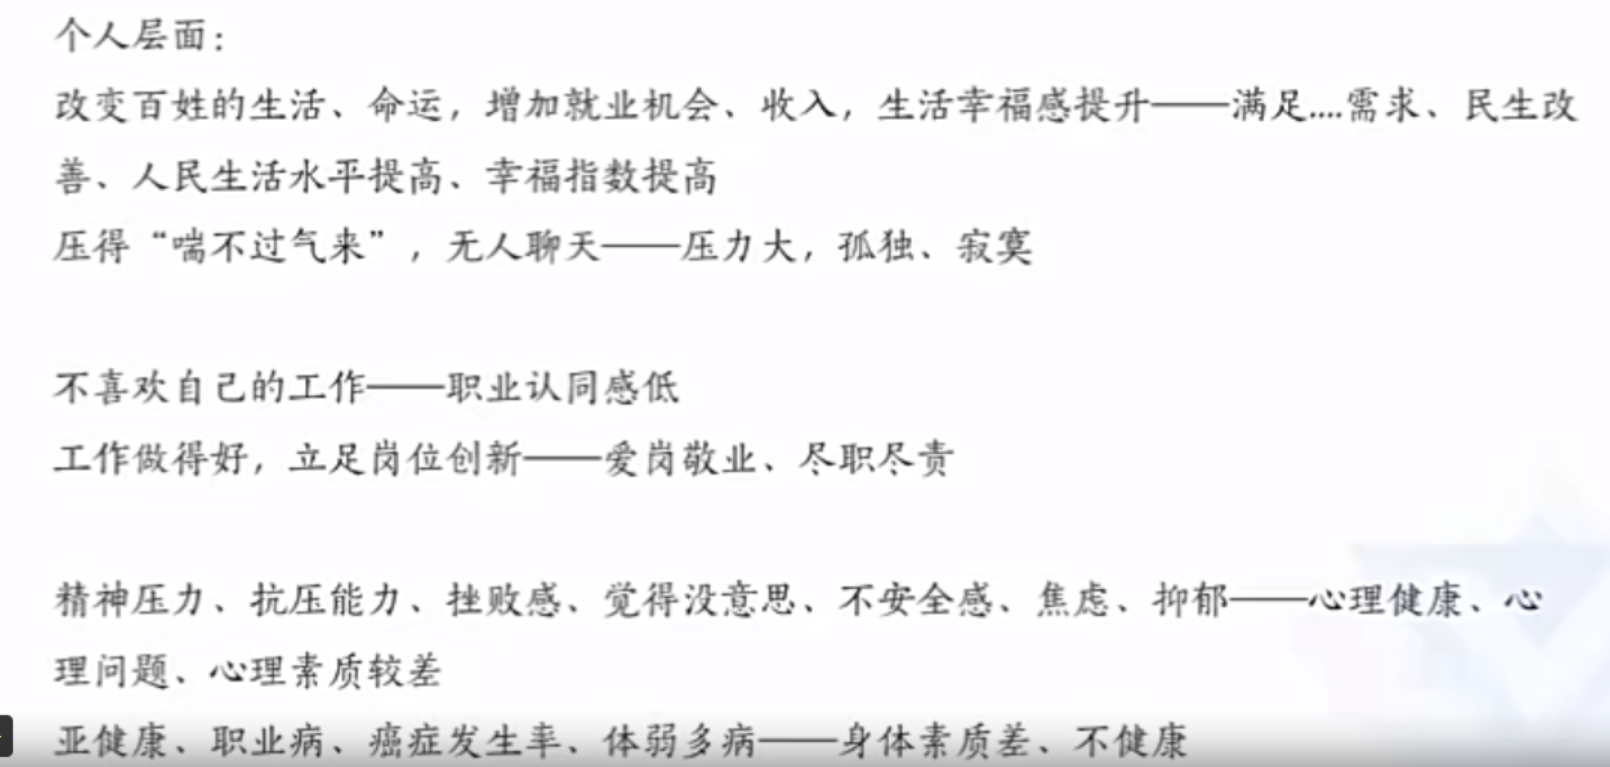 个人层面：
改变百姓的生活、命运，增加就业机会、收入，生活幸福感提升——满足....需求、民生改
善、人民生活水平提高、幸福指数提高
压得“喘不过气来”，无人聊天——压力大，孤独、寂寞
不喜欢自己的工作——职业认同感低
工作做得好，立足岗位创新——爱岗敬业、尽职尽责
精神压力、抗压能力、挫败感、觉得没意思、不安全感、焦虑、抑郁——心理健康、心
理问题、心理素质较差
亚健康、职业病、癌症发生率、体弱多病——身体素质差、不健康